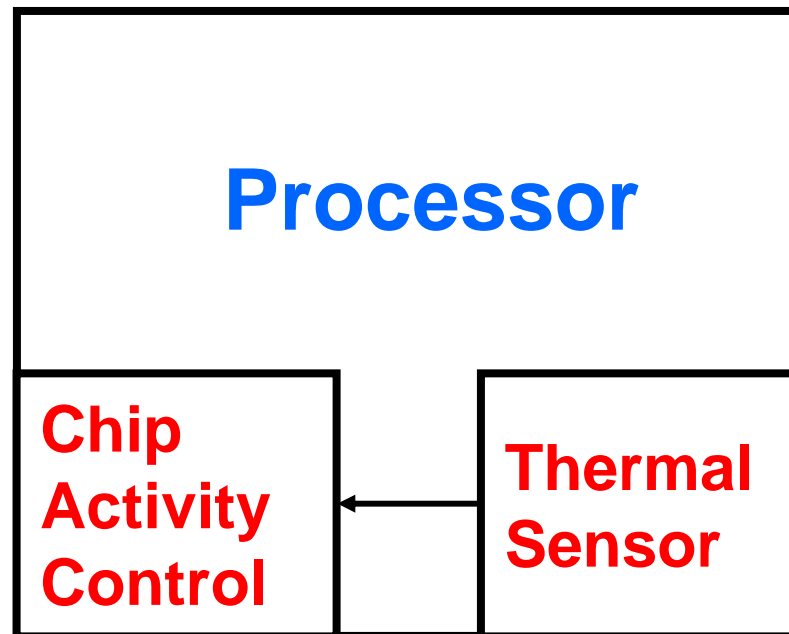 Processor
Chip
Activity
Control
Thermal
Sensor